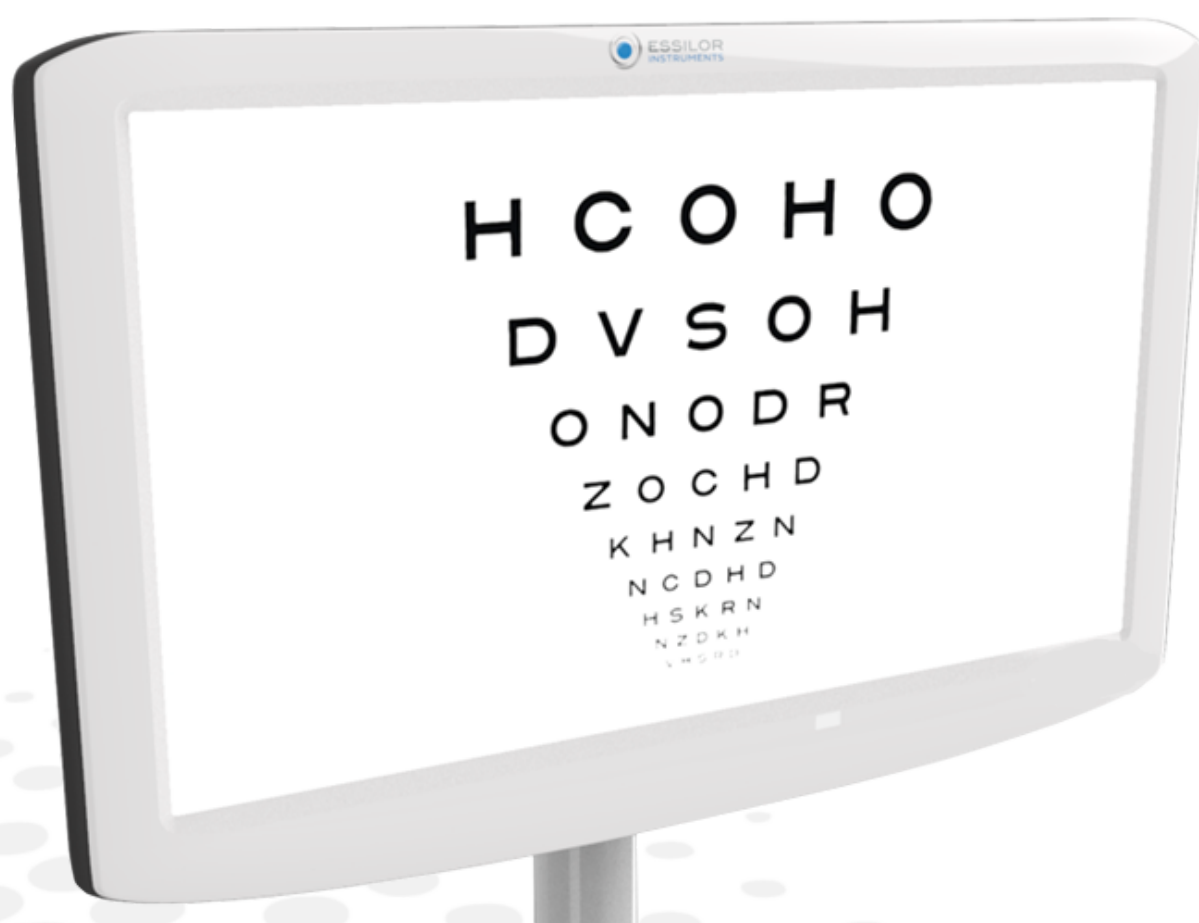 ESSILOR
INSTRUMENTS
H C O H O
D V S O H
O N O D R
Z O C H D
K H N Z N
N C D H D
H S K R N
N Z D K H